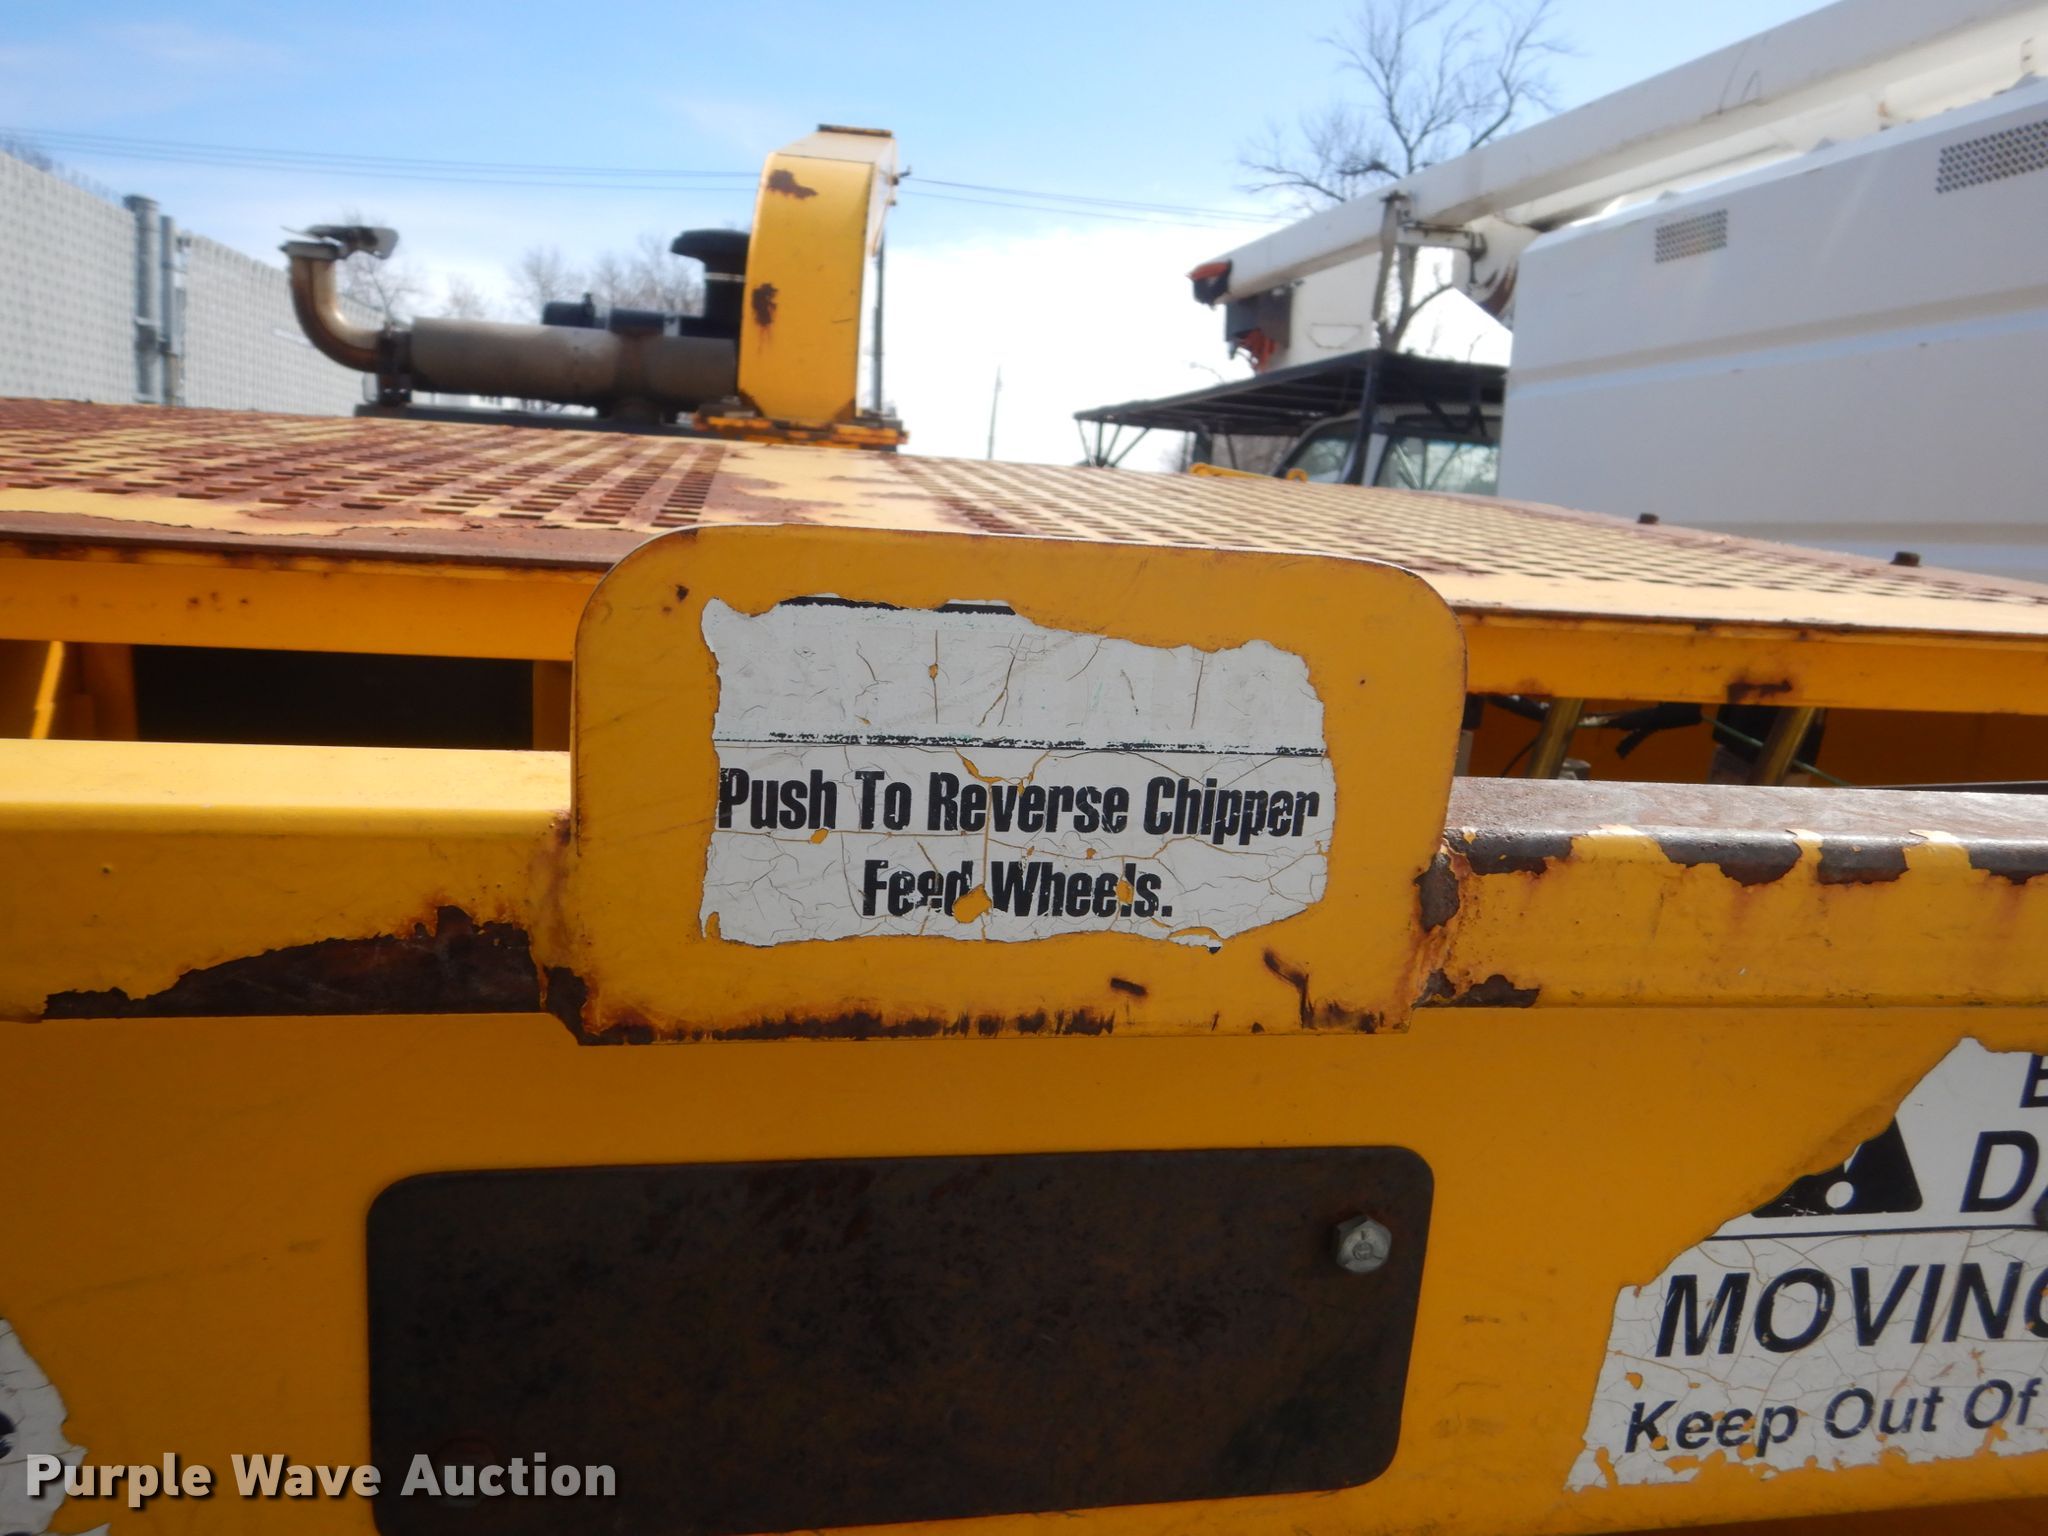 Push To Reverse Chipper
Feed Wheels.
MOVING
Keep Out Of
Purple Wave Auction